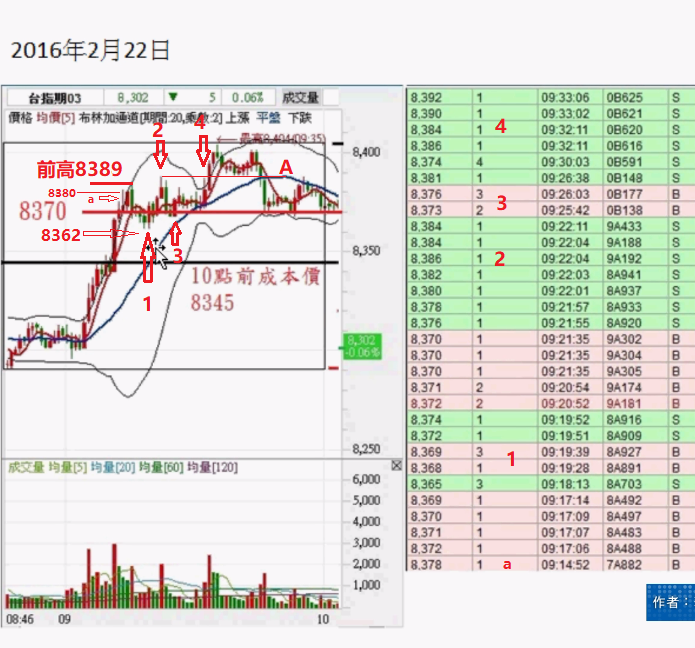 2016年2月22日
台指期03 8,302 ▼ 5 0.06% 成交量
價格 均價[5] 布林加通道[期間:20,乘數:2] 上漲 平盤 下跌
2
4
最高8,404(09:35)
8,400
前高8389
A
8380
a
8370
8362
8,350
3
10點前成本價
8345
1
8,302
-0.06%
8,250
成交量 均量[5] 均量[20] 均量[60] 均量[120]
6,000
5,000
4,000
3,000
2,000
1,000
08:46 09 10
8,392 1 09:33:06 0B625 S
8,390 1 09:33:02 0B621 S
8,384 1 4 09:32:11 0B620 S
8,386 1 09:32:11 0B616 S
8,374 4 09:30:03 0B591 S
8,381 1 09:26:38 0B148 S
8,376 3 3 09:26:03 0B177 B
8,373 2 09:25:42 0B138 B
8,384 1 09:22:11 9A433 S
8,384 1 09:22:04 9A188 S
8,386 1 2 09:22:04 9A192 S
8,382 1 09:22:03 8A941 S
8,380 1 09:22:01 8A937 S
8,378 1 09:21:57 8A933 S
8,376 1 09:21:55 8A920 S
8,370 1 09:21:35 9A302 B
8,370 1 09:21:35 9A304 B
8,370 1 09:21:35 9A305 B
8,371 2 09:20:54 9A174 B
8,372 2 09:20:52 9A181 B
8,374 1 09:19:52 8A916 S
8,372 1 09:19:51 8A909 S
8,369 3 1 09:19:39 8A927 B
8,368 1 09:19:28 8A891 B
8,365 3 09:18:13 8A703 S
8,369 1 09:17:14 8A492 B
8,370 1 09:17:09 8A497 B
8,371 1 09:17:07 8A483 B
8,372 1 09:17:06 8A488 B
8,378 1 a 09:14:52 7A882 B
作者：